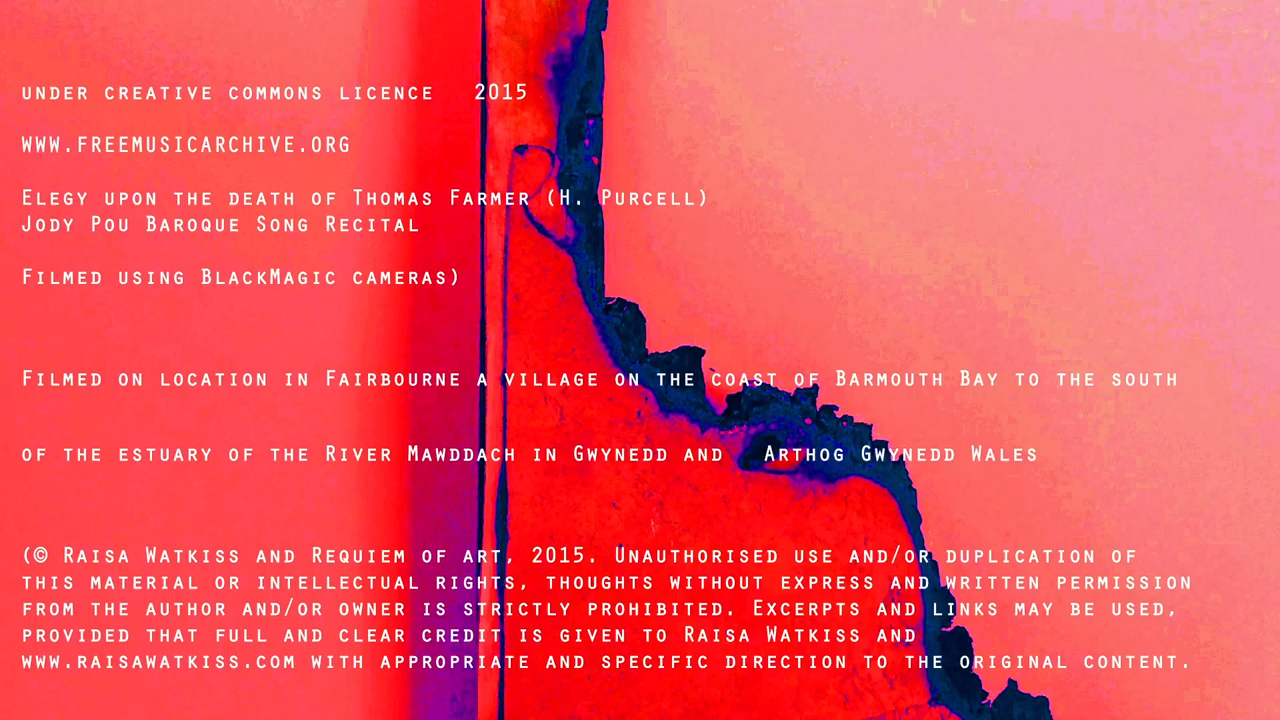 UNDER CREATIVE COMMONS LICENCE 2015
WWW.FREEMUSICARCHIVE.ORG
ELEGY UPON THE DEATH OF THOMAS FARMER (H. PURCELL)
JODY POU BAROQUE SONG RECITAL
FILMED USING BLACKMAGIC CAMERAS)
FILMED ON LOCATION IN FAIRBOURNE A VILLAGE ON THE COAST OF BARMOUTH BAY TO THE SOUTH
OF THE ESTUARY OF THE RIVER MAWDDACH IN GWYNEDD AND ARTHOG GWYNEDD WALES
(© RAISA WATKISS AND REQUIEM OF ART, 2015. UNAUTHORISED USE AND/OR DUPLICATION OF
THIS MATERIAL OR INTELLECTUAL RIGHTS, THOUGHTS WITHOUT EXPRESS AND WRITTEN PERMISSION
FROM THE AUTHOR AND/OR OWNER IS STRICTLY PROHIBITED. EXCERPTS AND LINKS MAY BE USED,
PROVIDED THAT FULL AND CLEAR CREDIT IS GIVEN TO RAISA WATKISS AND
WWW.RAISAWATKISS.COM WITH APPROPRIATE AND SPECIFIC DIRECTION TO THE ORIGINAL CONTENT.